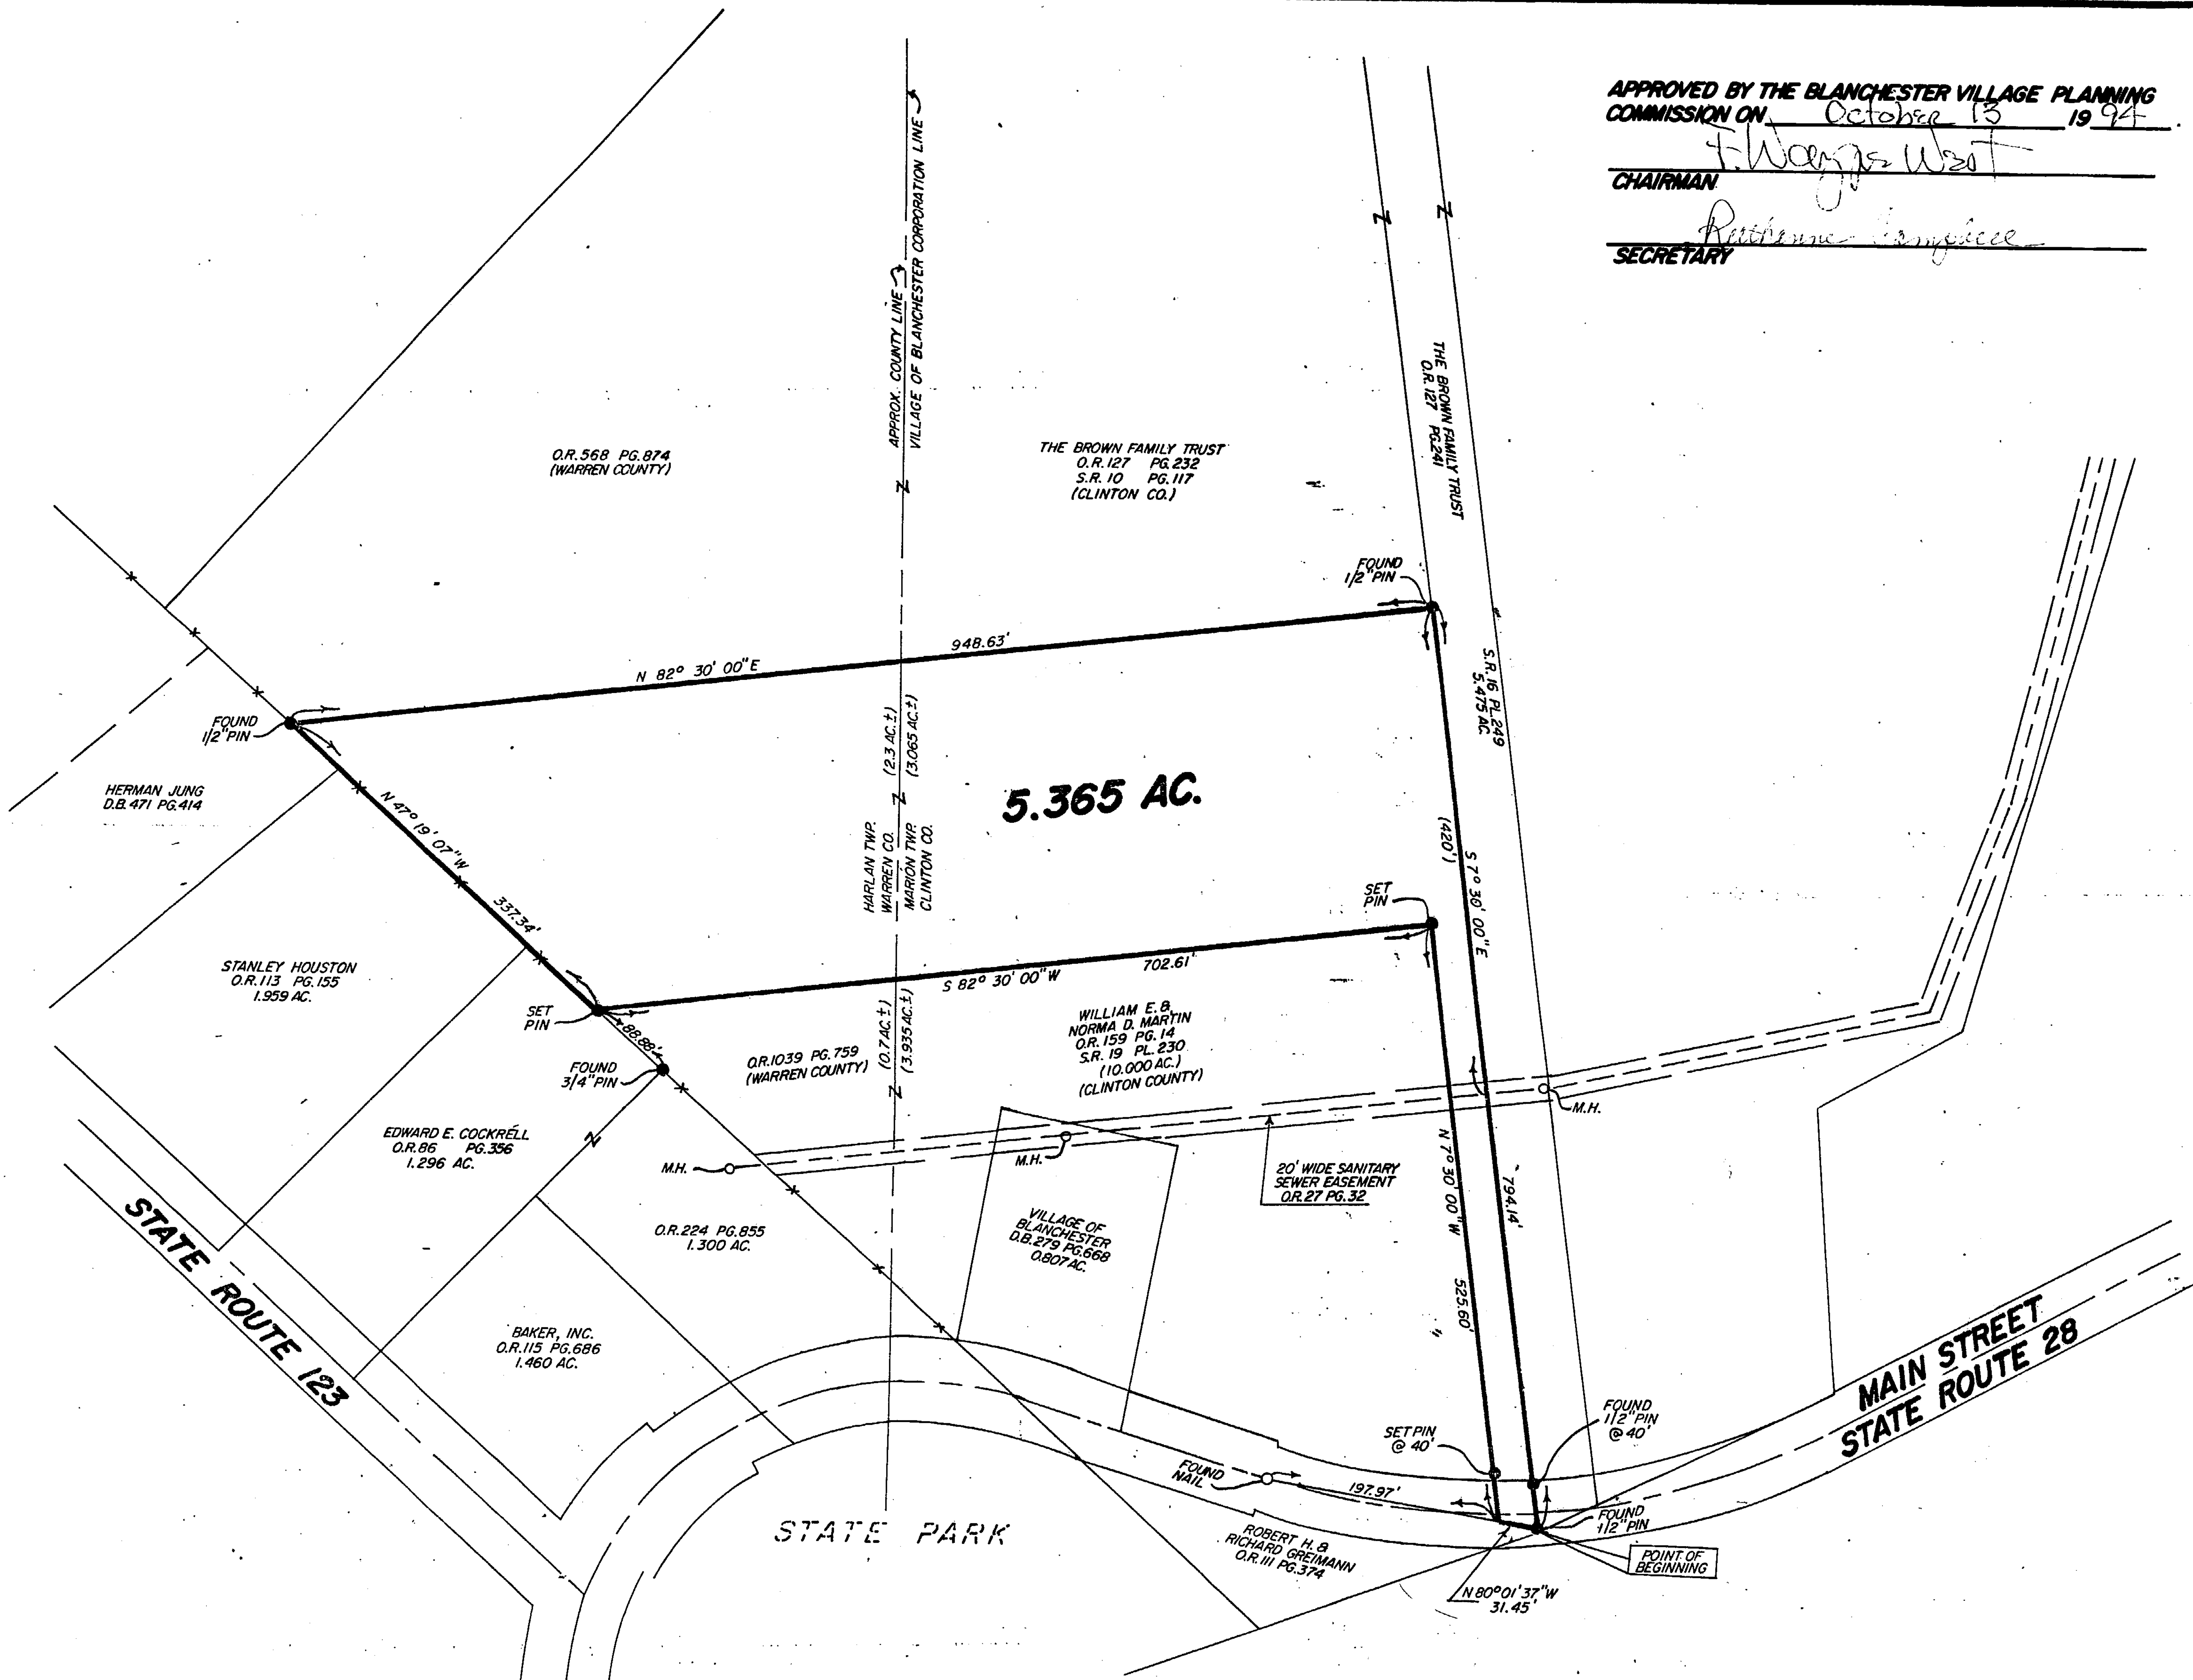 APPROVED BY THE BLANCHESTER VILLAGE PLANNING
COMMISSION ON October 13 1994
F. Wayne West
CHAIRMAN
SECRETARY
APPROX. COUNTY LINE
VILLAGE OF BLANCHESTER CORPORATION LINE
O.R. 568 PG. 874
(WARREN COUNTY)
THE BROWN FAMILY TRUST
O.R. 127 PG. 232
S.R. 10 PG. 117
(CLINTON CO.)
THE BROWN FAMILY TRUST
O.R. 127 PG. 241
FOUND
1/2" PIN
948.63'
N 82° 30' 00" E
S.R. 16 PL. 249
5.475 AC.
FOUND
1/2" PIN
(2.3 AC.±)
(3.065 AC.±)
5.365 AC.
HERMAN JUNG
D.B. 471 PG. 414
N 47° 19' 07" W
337.34'
HARLAN TWP.
WARREN CO.
MARION TWP.
CLINTON CO.
(420')
S 7° 30' 00" E
794.14'
SET
PIN
STANLEY HOUSTON
O.R. 113 PG. 155
1.959 AC.
S 82° 30' 00" W
702.61'
SET
PIN
88.88'
FOUND
3/4" PIN
O.R. 1039 PG. 759
(WARREN COUNTY)
(0.7 AC.±)
(3.935 AC.±)
WILLIAM E. &
NORMA D. MARTIN
O.R. 159 PG. 14
S.R. 19 PL. 230
(10.000 AC.)
(CLINTON COUNTY)
M.H.
EDWARD E. COCKRELL
O.R. 86 PG. 356
1.296 AC.
M.H.
M.H.
20' WIDE SANITARY
SEWER EASEMENT
O.R. 27 PG. 32
N 7° 30' 00" W
525.60'
STATE ROUTE 123
O.R. 224 PG. 855
1.300 AC.
VILLAGE OF
BLANCHESTER
D.B. 279 PG. 668
0.807 AC.
BAKER, INC.
O.R. 115 PG. 686
1.460 AC.
MAIN STREET
STATE ROUTE 28
SET PIN
@ 40'
FOUND
1/2" PIN
@ 40'
FOUND
NAIL
197.97'
FOUND
1/2" PIN
STATE PARK
ROBERT H. &
RICHARD GREIMANN
O.R. 111 PG. 374
POINT OF
BEGINNING
N 80° 01' 37" W
31.45'